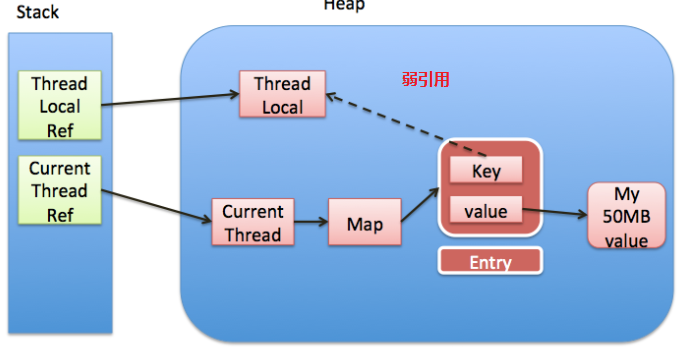 Stack
Heap
Thread
Local
Ref
Thread
Local
弱引用
Current
Thread
Ref
Key
value
Current
Thread
Map
My
50MB
value
Entry